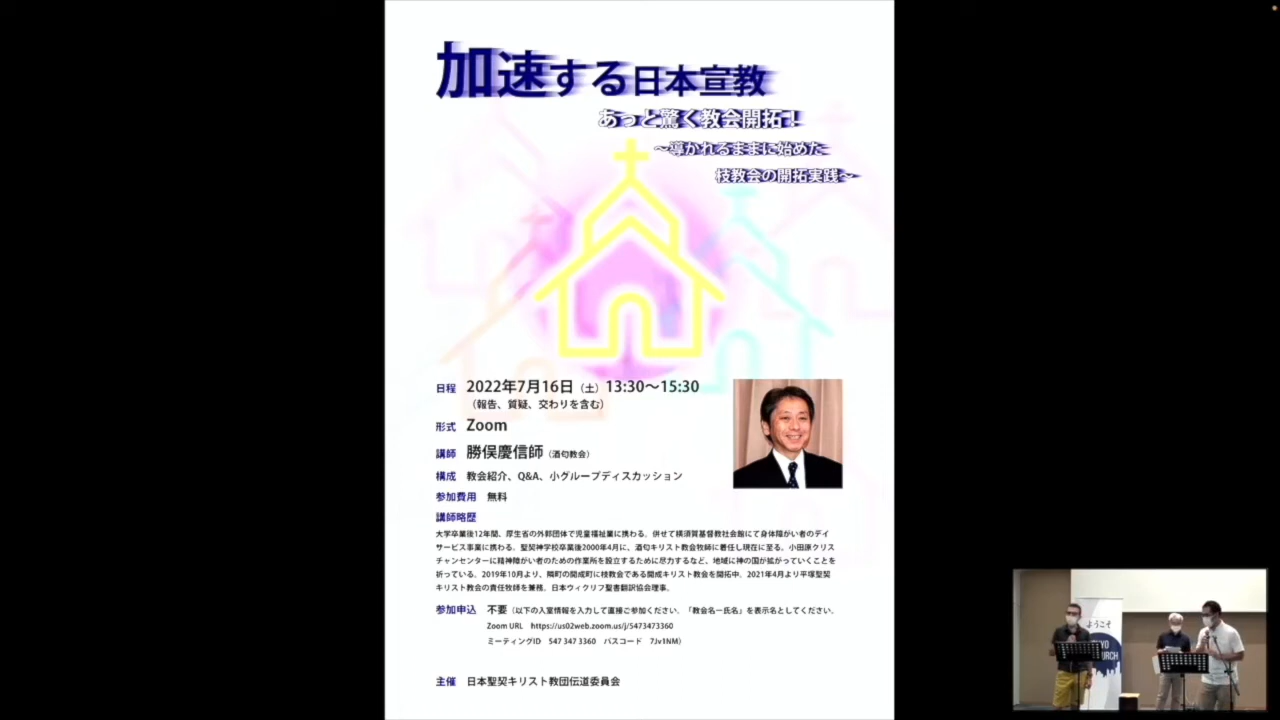 加速する日本宣教
あっと驚く教会開拓！
～導かれるままに始めた
枝教会の開拓実践～
日程 2022年7月16日（土）13:30～15:30
（報告、質疑、交わりを含む）
形式 Zoom
講師 勝俣慶信師（酒匂教会）
構成 教会紹介、Q&A、小グループディスカッション
参加費用 無料
講師略歴
大学卒業後12年間、厚生省の外郭団体で児童福祉業に携わる。併せて横須賀基督教社会館にて身体障がい者のデイ
サービス事業に携わる。聖契神学校卒業後2000年4月に、酒匂キリスト教会牧師に着任し現在に至る。小田原クリス
チャンセンターに精神障がい者のための作業所を設立するために尽力するなど、地域に神の国が拡がっていくことを
祈っている。2019年10月より、隣町の開成町に枝教会である開成キリスト教会を開拓中。2021年4月より平塚聖契
キリスト教会の責任牧師を兼務。日本ウィクリフ聖書翻訳協会理事。
参加申込 不要（以下の入室情報を入力して直接ご参加ください。「教会名ー氏名」を表示名としてください。
Zoom URL https://us02web.zoom.us/j/5473473360
ミーティングID 547 347 3360 パスコード 7Jv1NM）
主催 日本聖契キリスト教団伝道委員会
ようこそ